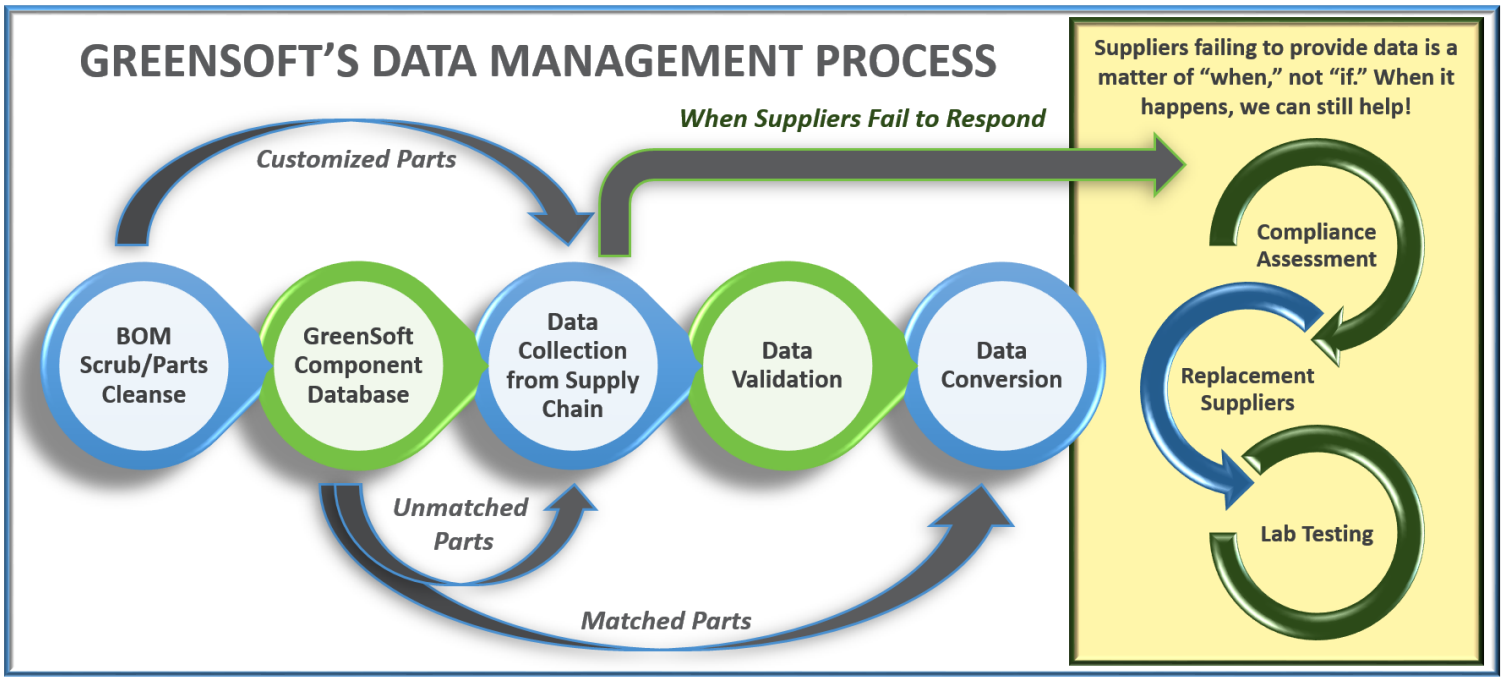 GREENSOFT’S DATA MANAGEMENT PROCESS
Customized Parts
When Suppliers Fail to Respond
BOM
Scrub/Parts
Cleanse
GreenSoft
Component
Database
Data
Collection
from Supply
Chain
Data
Validation
Data
Conversion
Unmatched
Parts
Matched Parts
Suppliers failing to provide data is a
matter of “when,” not “if.” When it
happens, we can still help!
Compliance
Assessment
Replacement
Suppliers
Lab Testing